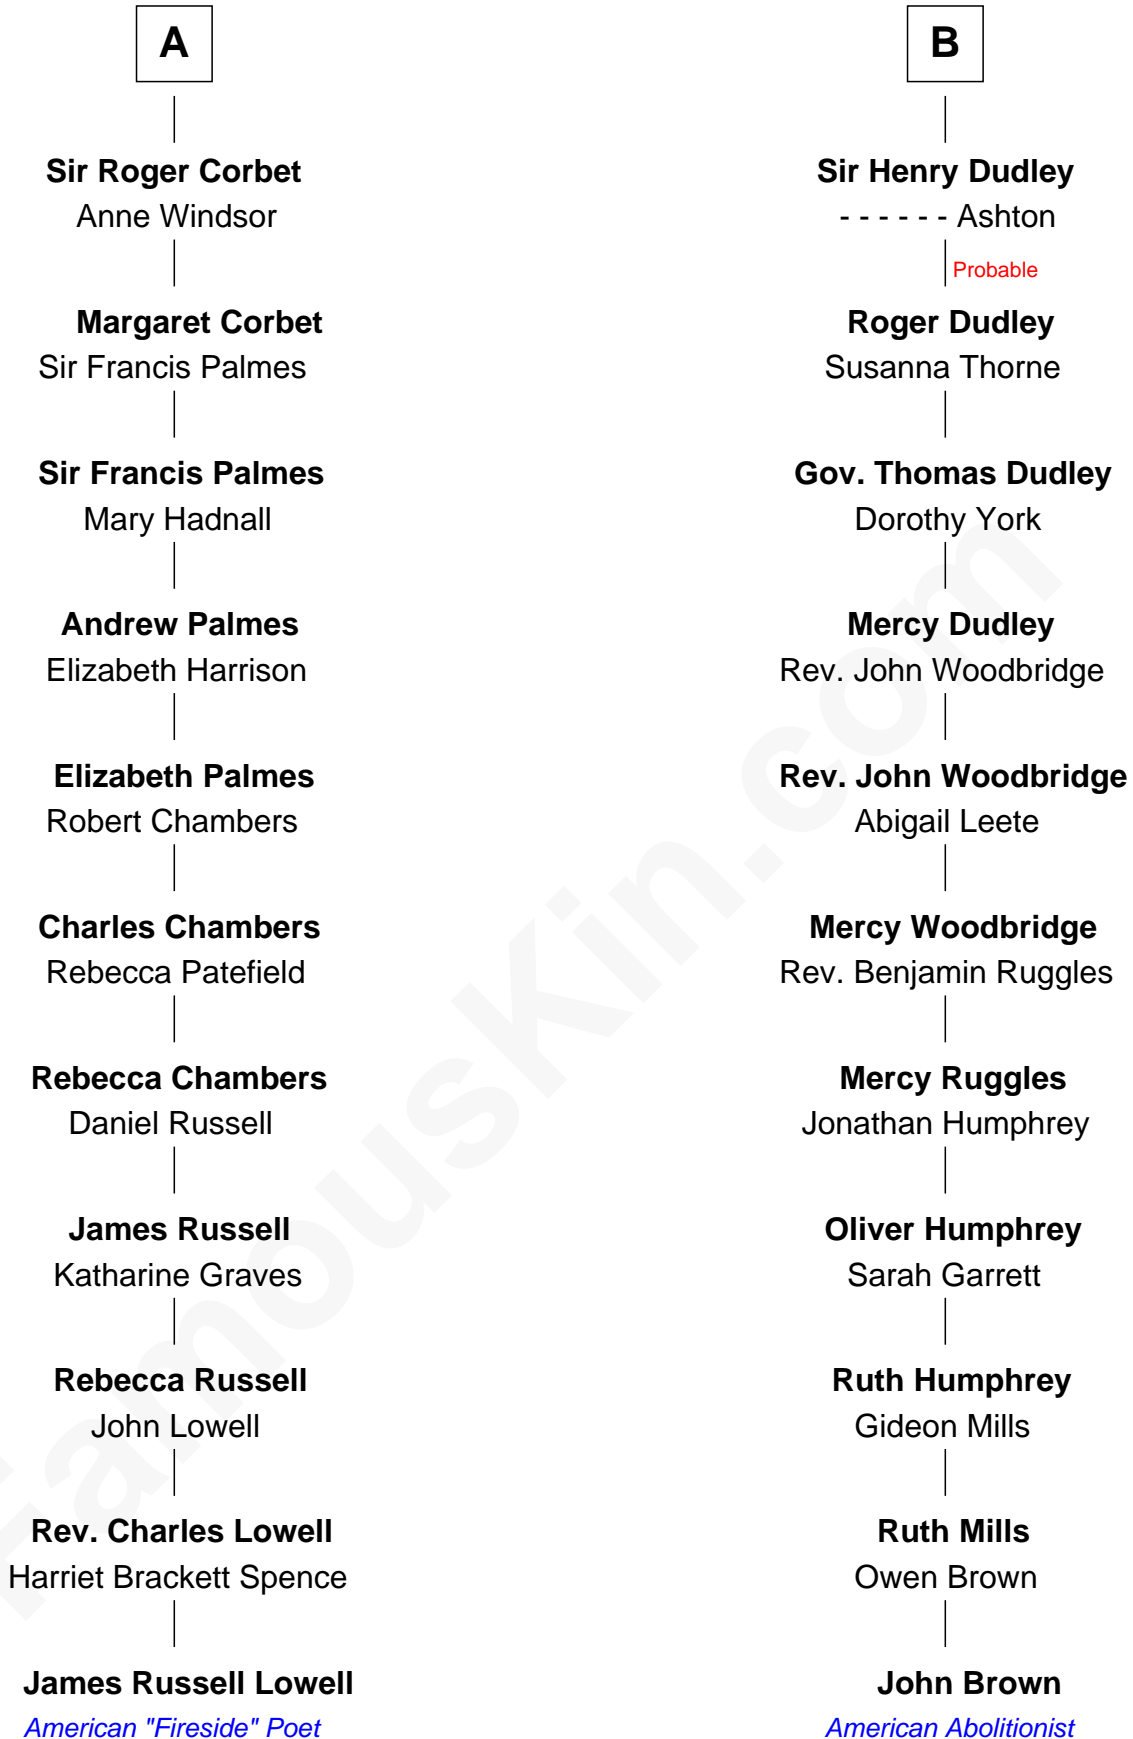 A
Sir Roger Corbet
Anne Windsor
Margaret Corbet
Sir Francis Palmes
Sir Francis Palmes
Mary Hadnall
Andrew Palmes
Elizabeth Harrison
Elizabeth Palmes
Robert Chambers
Charles Chambers
Rebecca Patefield
Rebecca Chambers
Daniel Russell
James Russell
Katharine Graves
Rebecca Russell
John Lowell
Rev. Charles Lowell
Harriet Brackett Spence
James Russell Lowell
American "Fireside" Poet
B
Sir Henry Dudley
- - - - - - Ashton
Probable
Roger Dudley
Susanna Thorne
Gov. Thomas Dudley
Dorothy York
Mercy Dudley
Rev. John Woodbridge
Rev. John Woodbridge
Abigail Leete
Mercy Woodbridge
Rev. Benjamin Ruggles
Mercy Ruggles
Jonathan Humphrey
Oliver Humphrey
Sarah Garrett
Ruth Humphrey
Gideon Mills
Ruth Mills
Owen Brown
John Brown
American Abolitionist
FamousKin.com